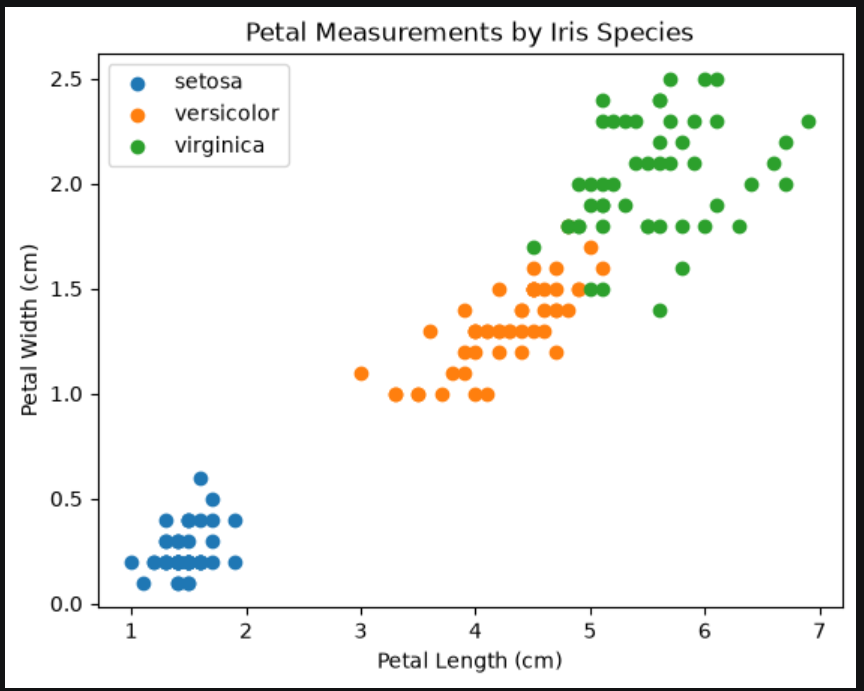 Petal Measurements by Iris Species
setosa
versicolor
virginica
Petal Width (cm)
2.5
2.0
1.5
1.0
0.5
0.0
1 2 3 4 5 6 7
Petal Length (cm)